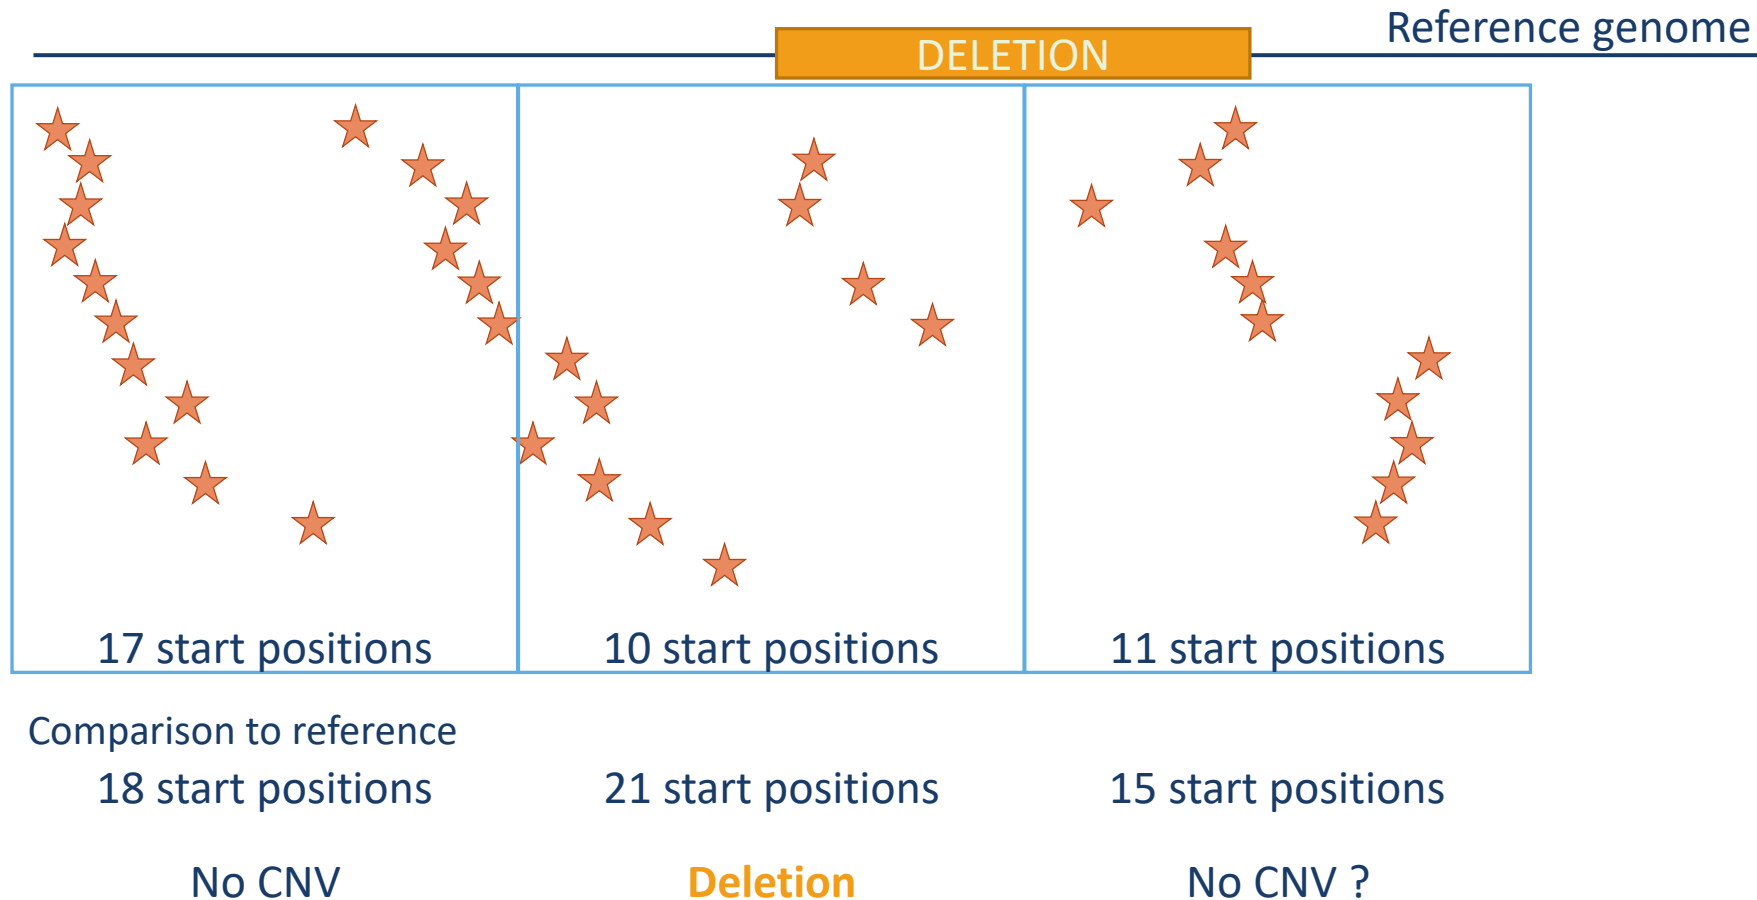 Reference genome
DELETION
17 start positions
10 start positions
11 start positions
Comparison to reference
18 start positions
21 start positions
15 start positions
No CNV
Deletion
No CNV ?